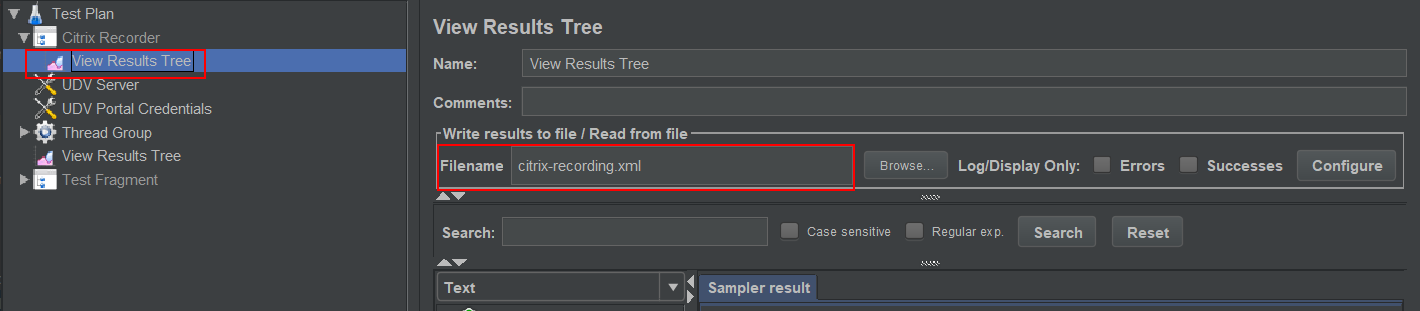 Test Plan
Citrix Recorder
View Results Tree
UDV Server
UDV Portal Credentials
Thread Group
View Results Tree
Test Fragment
View Results Tree
Name: View Results Tree
Comments:
Write results to file / Read from file
Filename citrix-recording.xml Browse... Log/Display Only: Errors Successes Configure
Search: Case sensitive Regular exp. Search Reset
Text Sampler result